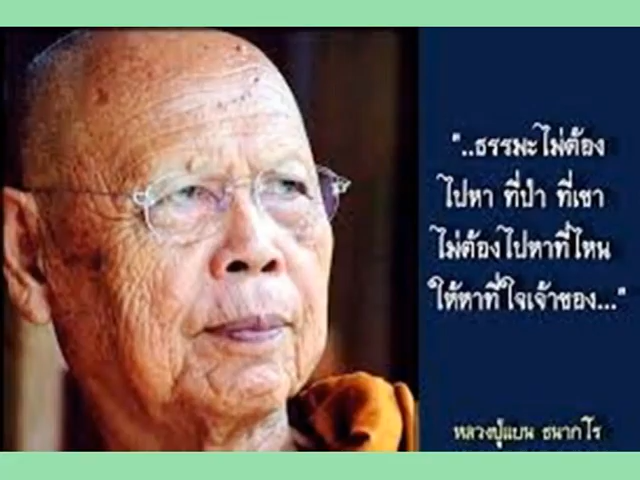 "..ธรรมะไม่ต้อง
ไปหา ที่ป่า ที่เขา
ไม่ต้องไปหาที่ไหน
ให้หาที่ใจเจ้าของ..."
หลวงปู่แบน ธนากโร